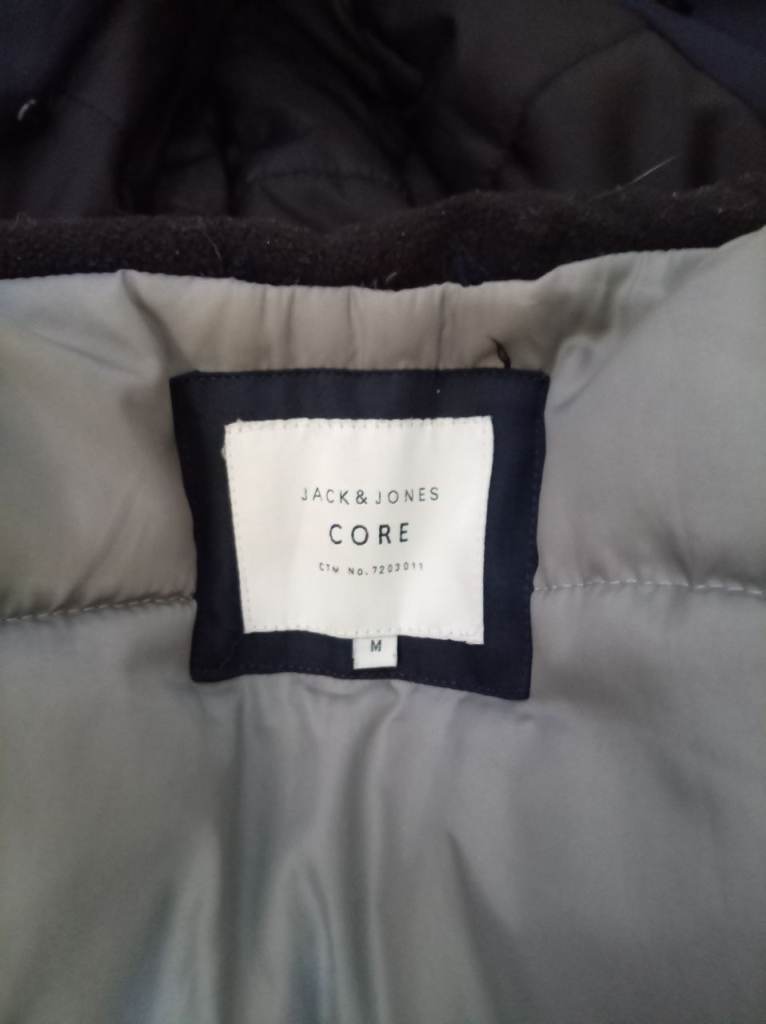 JACK & JONES
CORE
CTM No. 7203011
M